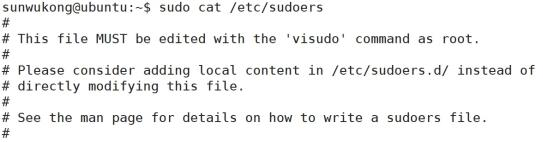 sunwukong@ubuntu:~$ sudo cat /etc/sudoers
#
# This file MUST be edited with the 'visudo' command as root.
#
# Please consider adding local content in /etc/sudoers.d/ instead of
# directly modifying this file.
#
# See the man page for details on how to write a sudoers file.
#